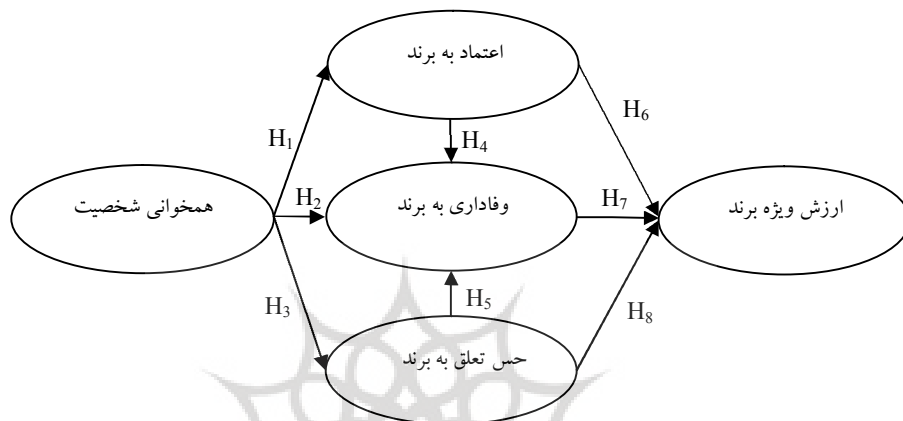 اعتماد به برند
H6
H1
H4
همخوانی شخصیت
H2
وفاداری به برند
H7
ارزش ویژه برند
H3
H5
H8
حس تعلق به برند